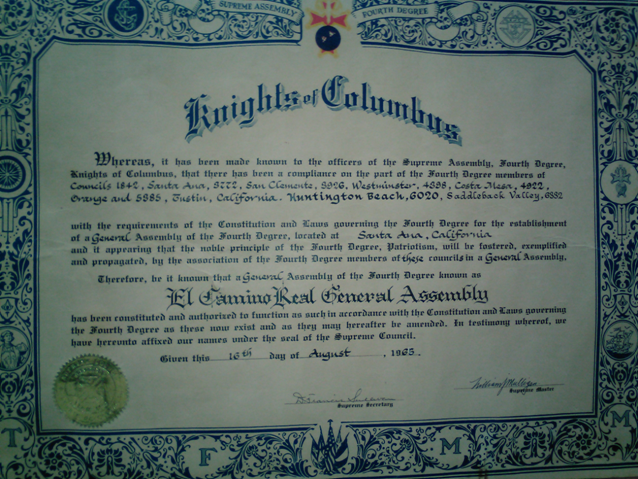 SUPREME ASSEMBLY FOURTH DEGREE
Knights of Columbus
Whereas, it has been made known to the officers of the Supreme Assembly, Fourth Degree,
Knights of Columbus, that there has been a compliance on the part of the Fourth Degree members of
Councils 1842, Santa Ana, San Clemente, 5926, Westminster, 4598, Costa Mesa, 4922,
Orange and 5585, Tustin, California. Huntington Beach, 6020, Saddleback Valley,
with the requirements of the Constitution and Laws governing the Fourth Degree for the establishment
of a General Assembly of the Fourth Degree, located at Santa Ana, California
and it appearing that the noble principle of the Fourth Degree, Patriotism, will be fostered, exemplified
and propagated, by the association of the Fourth Degree members of these councils in a General Assembly,
Therefore, be it known that a General Assembly of the Fourth Degree known as
El Camino Real General Assembly
has been constituted and authorized to function as such in accordance with the Constitution and Laws governing
the Fourth Degree as these now exist and as they may hereafter be amended. In testimony whereof, we
have hereunto affixed our names under the seal of the Supreme Council.
Given this 16th day of August, 1965.
Supreme Secretary
Supreme Master
T F M M